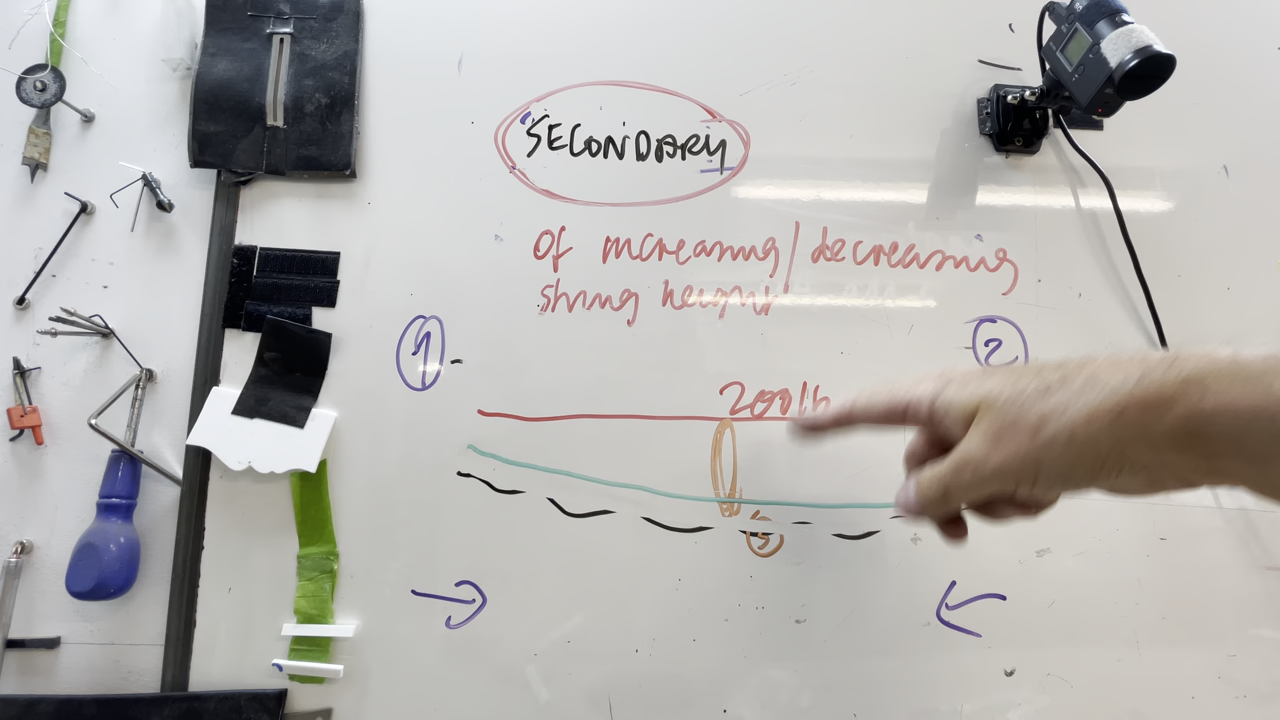 SECONDARY
of increasing/decreasing
string height
1
2
200lb
3